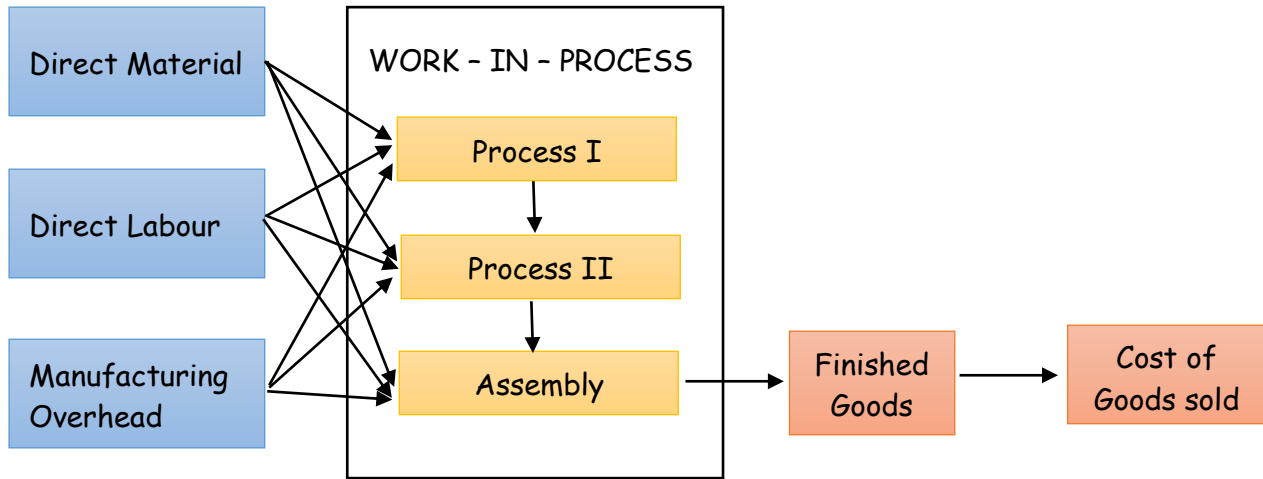 Direct Material
WORK – IN – PROCESS
Process I
Direct Labour
Process II
Manufacturing
Overhead
Assembly
Finished
Goods
Cost of
Goods sold